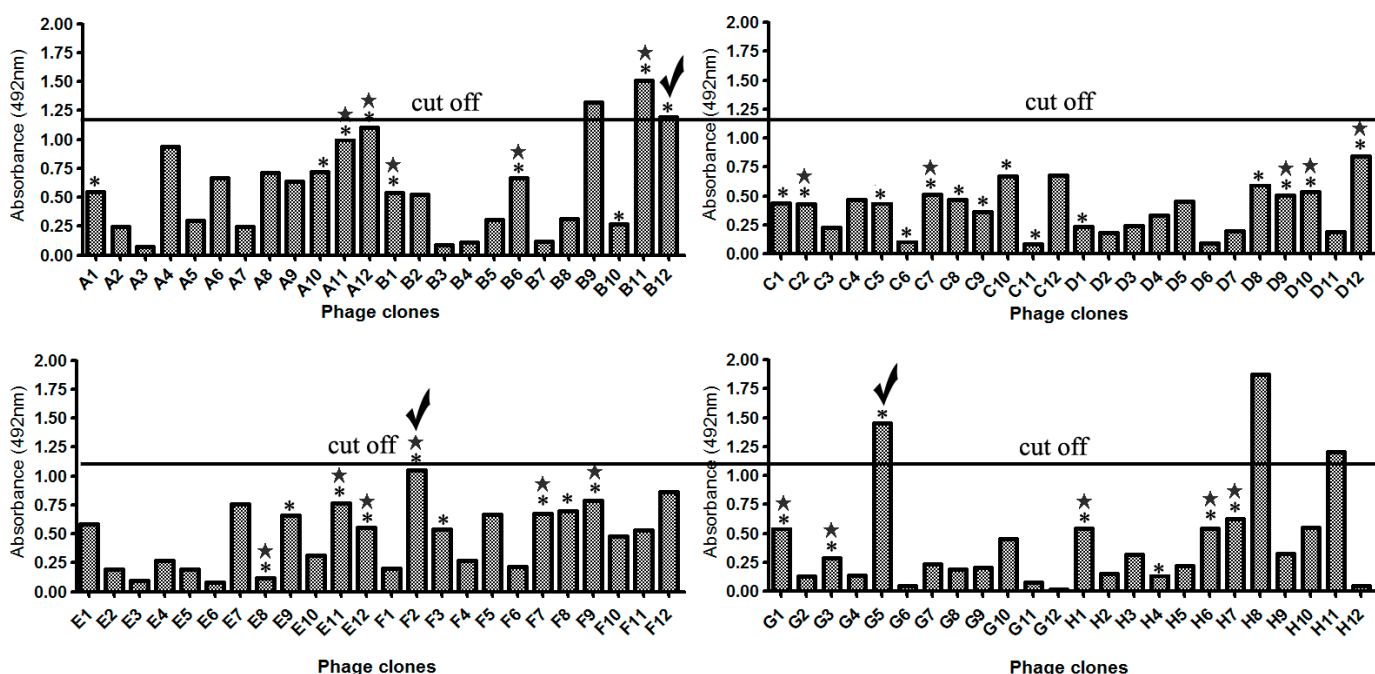 2.00
1.75
1.50
1.25
1.00
0.75
0.50
0.25
0.00
Absorbance (492nm)
cut off
* * * * * * * * *
A1 A2 A3 A4 A5 A6 A7 A8 A9 A10 A11 A12 B1 B2 B3 B4 B5 B6 B7 B8 B9 B10 B11 B12
Phage clones
2.00
1.75
1.50
1.25
1.00
0.75
0.50
0.25
0.00
Absorbance (492nm)
cut off
* * * * * * * * * * * * * *
C1 C2 C3 C4 C5 C6 C7 C8 C9 C10 C11 C12 D1 D2 D3 D4 D5 D6 D7 D8 D9 D10 D11 D12
Phage clones
2.00
1.75
1.50
1.25
1.00
0.75
0.50
0.25
0.00
Absorbance (492nm)
cut off
* * * * * * * * *
E1 E2 E3 E4 E5 E6 E7 E8 E9 E10 E11 E12 F1 F2 F3 F4 F5 F6 F7 F8 F9 F10 F11 F12
Phage clones
2.00
1.75
1.50
1.25
1.00
0.75
0.50
0.25
0.00
Absorbance (492nm)
cut off
* * * * * * *
G1 G2 G3 G4 G5 G6 G7 G8 G9 G10 G11 G12 H1 H2 H3 H4 H5 H6 H7 H8 H9 H10 H11 H12
Phage clones